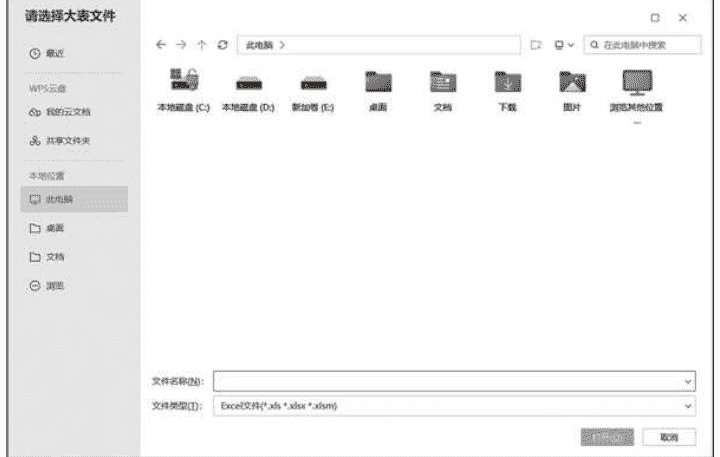 请选择大表文件
最近
WPS云盘
我的云文档
共享文件夹
本地位置
此电脑
桌面
文档
浏览
此电脑
在此电脑中搜索
本地磁盘 (C:)
本地磁盘 (D:)
新加卷 (E:)
桌面
文档
下载
图片
浏览其他位置
...
文件名称(N):
文件类型(T):
Excel文件(*.xls *.xlsx *.xlsm)
打开(O)
取消